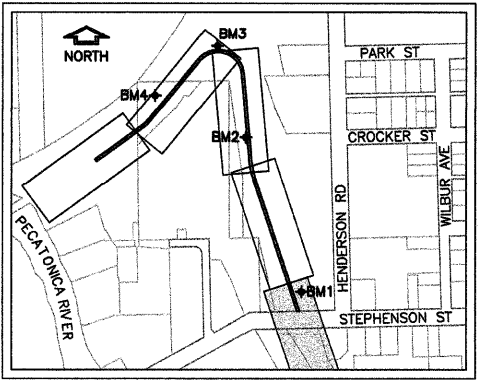 NORTH
BM3
PARK ST
BM4
BM2
CROCKER ST
WILBUR AVE
HENDERSON RD
PECATONICA RIVER
BM1
STEPHENSON ST